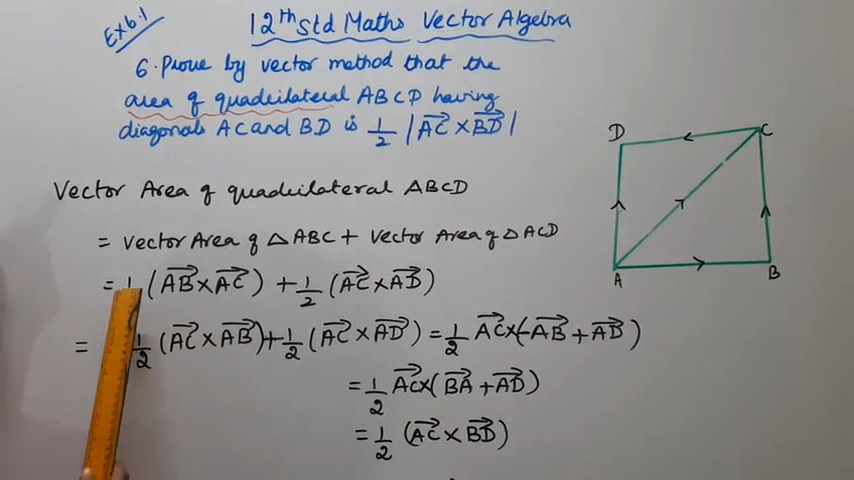 Ex 6.1
12th Std Maths Vector Algebra
6. Prove by vector method that the
area of quadrilateral ABCD having
diagonals AC and BD is 1/2 |AC⃗ × BD⃗|
Vector Area of quadrilateral ABCD
= vector Area of △ABC + vector Area of △ACD
= 1/2 (AB⃗ × AC⃗) + 1/2 (AC⃗ × AD⃗)
= 1/2 (AC⃗ × AB⃗) + 1/2 (AC⃗ × AD⃗) = 1/2 AC⃗ × (-AB⃗ + AD⃗)
= 1/2 AC⃗ × (BA⃗ + AD⃗)
= 1/2 (AC⃗ × BD⃗)
D C
A B